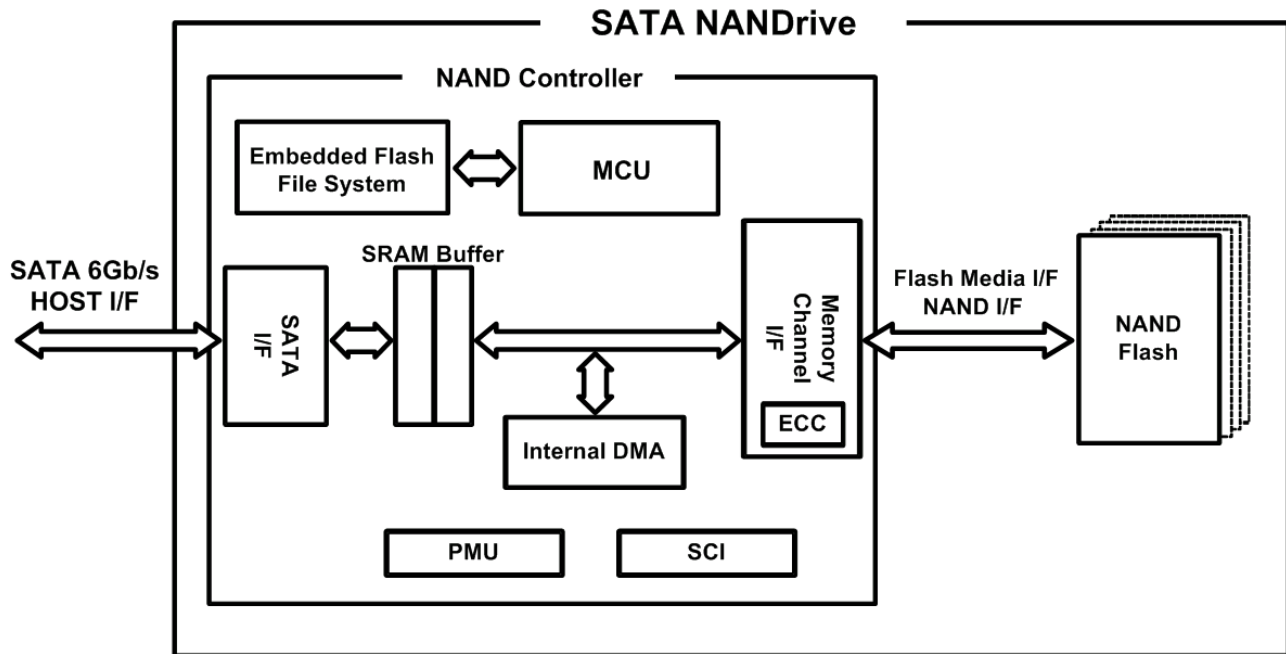 SATA NANDrive
NAND Controller
Embedded Flash
File System
MCU
SRAM Buffer
SATA 6Gb/s
HOST I/F
SATA
I/F
Memory
Channel
I/F
ECC
Flash Media I/F
NAND I/F
NAND
Flash
Internal DMA
PMU
SCI